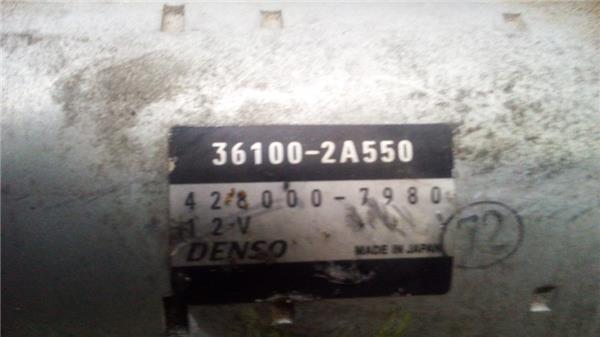 36100-2A550
428000-7980
12V
DENSO MADE IN JAPAN
72